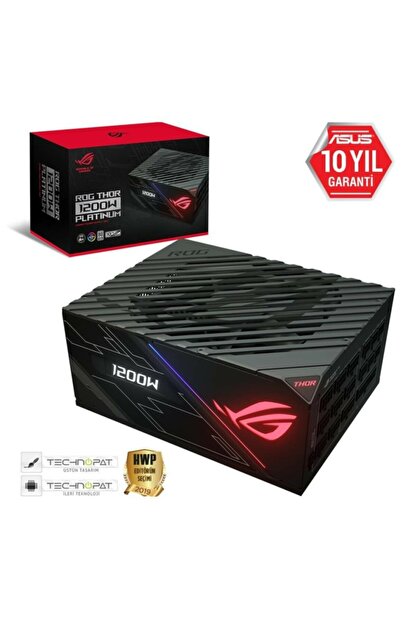 ROG THOR
1200W
PLATINUM
ASUS
10 YIL
GARANTİ
ROG
THOR
1200W
TECHNOPAT
ÜSTÜN TASARIM
TECHNOPAT
İLERİ TEKNOLOJİ
HWP
EDİTÖRÜN
SEÇİMİ
2019